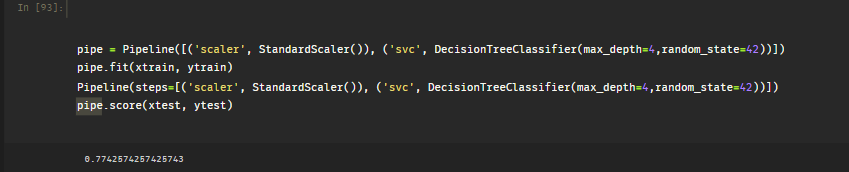 In [93]:
pipe = Pipeline([('scaler', StandardScaler()), ('svc', DecisionTreeClassifier(max_depth=4,random_state=42))])
pipe.fit(xtrain, ytrain)
Pipeline(steps=[('scaler', StandardScaler()), ('svc', DecisionTreeClassifier(max_depth=4,random_state=42))])
pipe.score(xtest, ytest)
0.7742574257425743